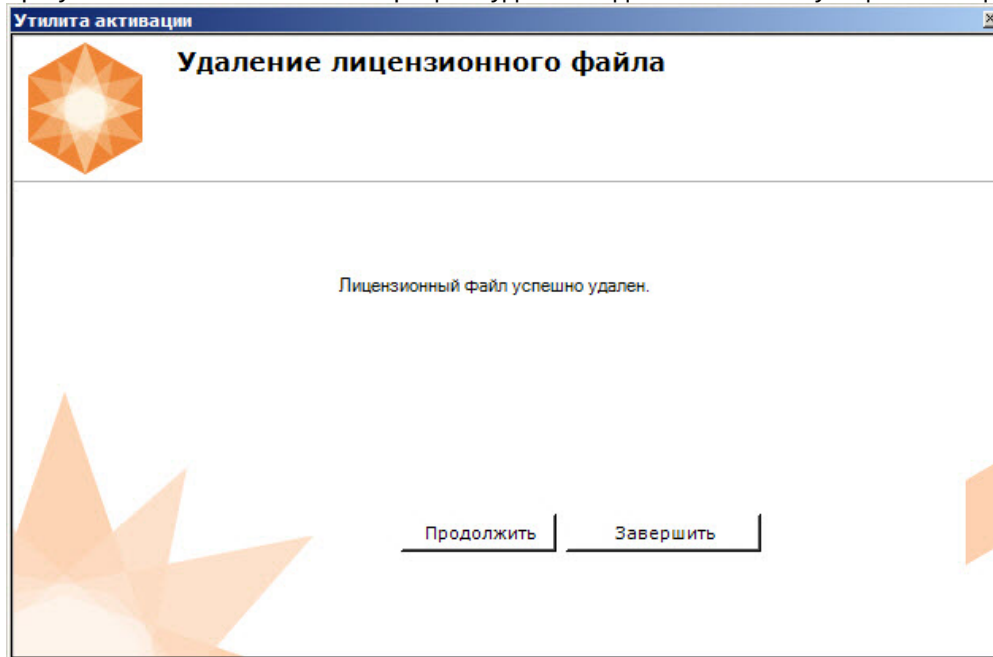 Утилита активации
Удаление лицензионного файла
Лицензионный файл успешно удален.
Продолжить
Завершить